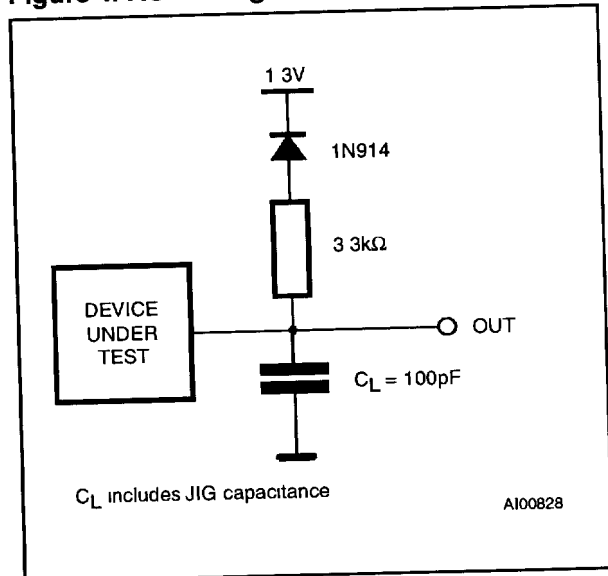 1 3V
1N914
3 3kΩ
DEVICE
UNDER
TEST
OUT
CL = 100pF
CL includes JIG capacitance
AI00828